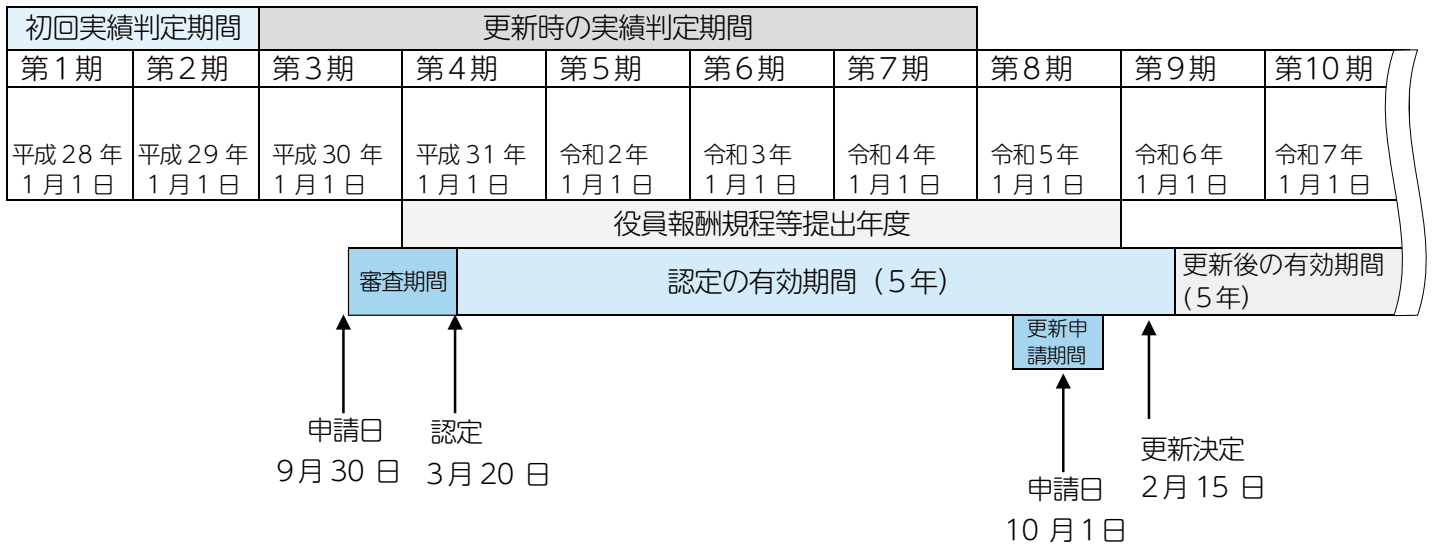 初回実績判定期間 更新時の実績判定期間
第1期 第2期 第3期 第4期 第5期 第6期 第7期 第8期 第9期 第10期
平成28年 平成29年 平成30年 平成31年 令和2年 令和3年 令和4年 令和5年 令和6年 令和7年
1月1日 1月1日 1月1日 1月1日 1月1日 1月1日 1月1日 1月1日 1月1日 1月1日
役員報酬規程等提出年度
審査期間 認定の有効期間（5年） 更新後の有効期間
(5年)
更新申
請期間
申請日 認定
9月30日 3月20日
更新決定
2月15日
申請日
10月1日